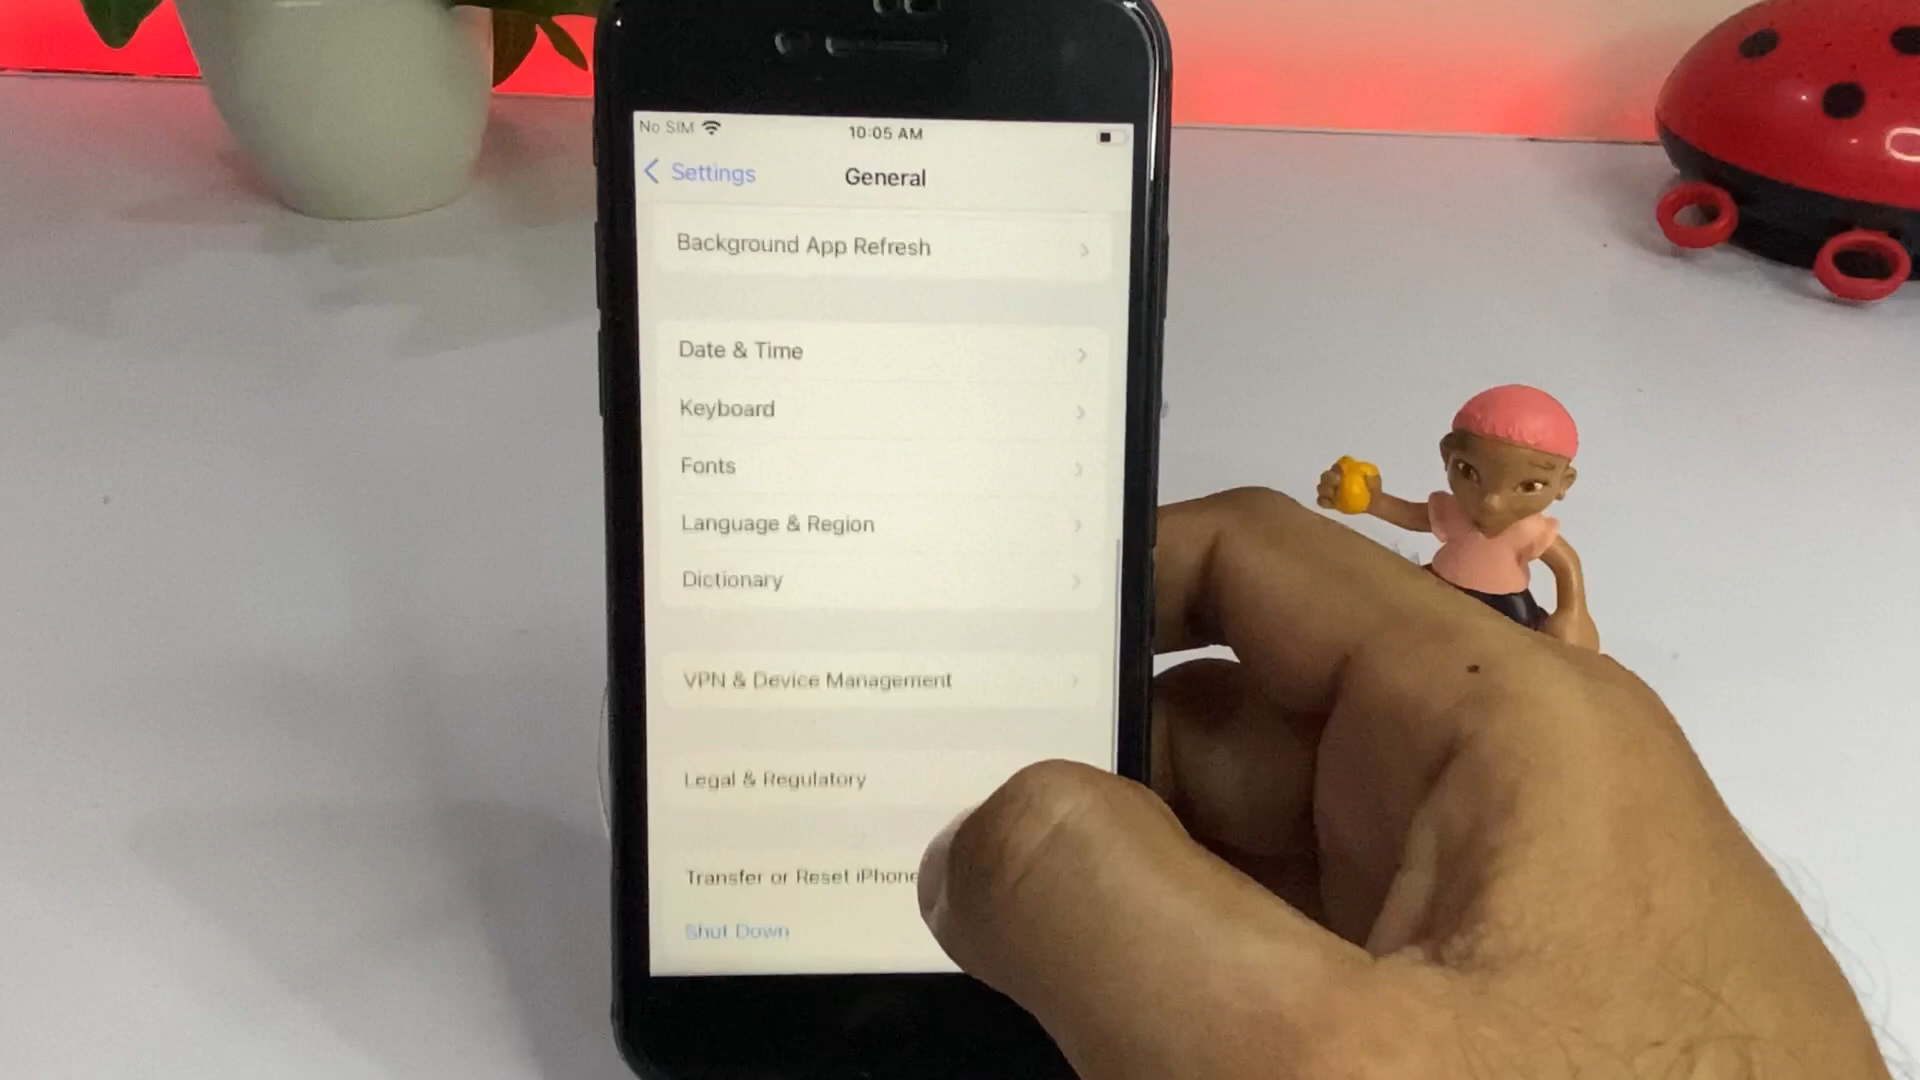 No SIM
10:05 AM
Settings
General
Background App Refresh
Date & Time
Keyboard
Fonts
Language & Region
Dictionary
VPN & Device Management
Legal & Regulatory
Transfer or Reset iPhone
Shut Down